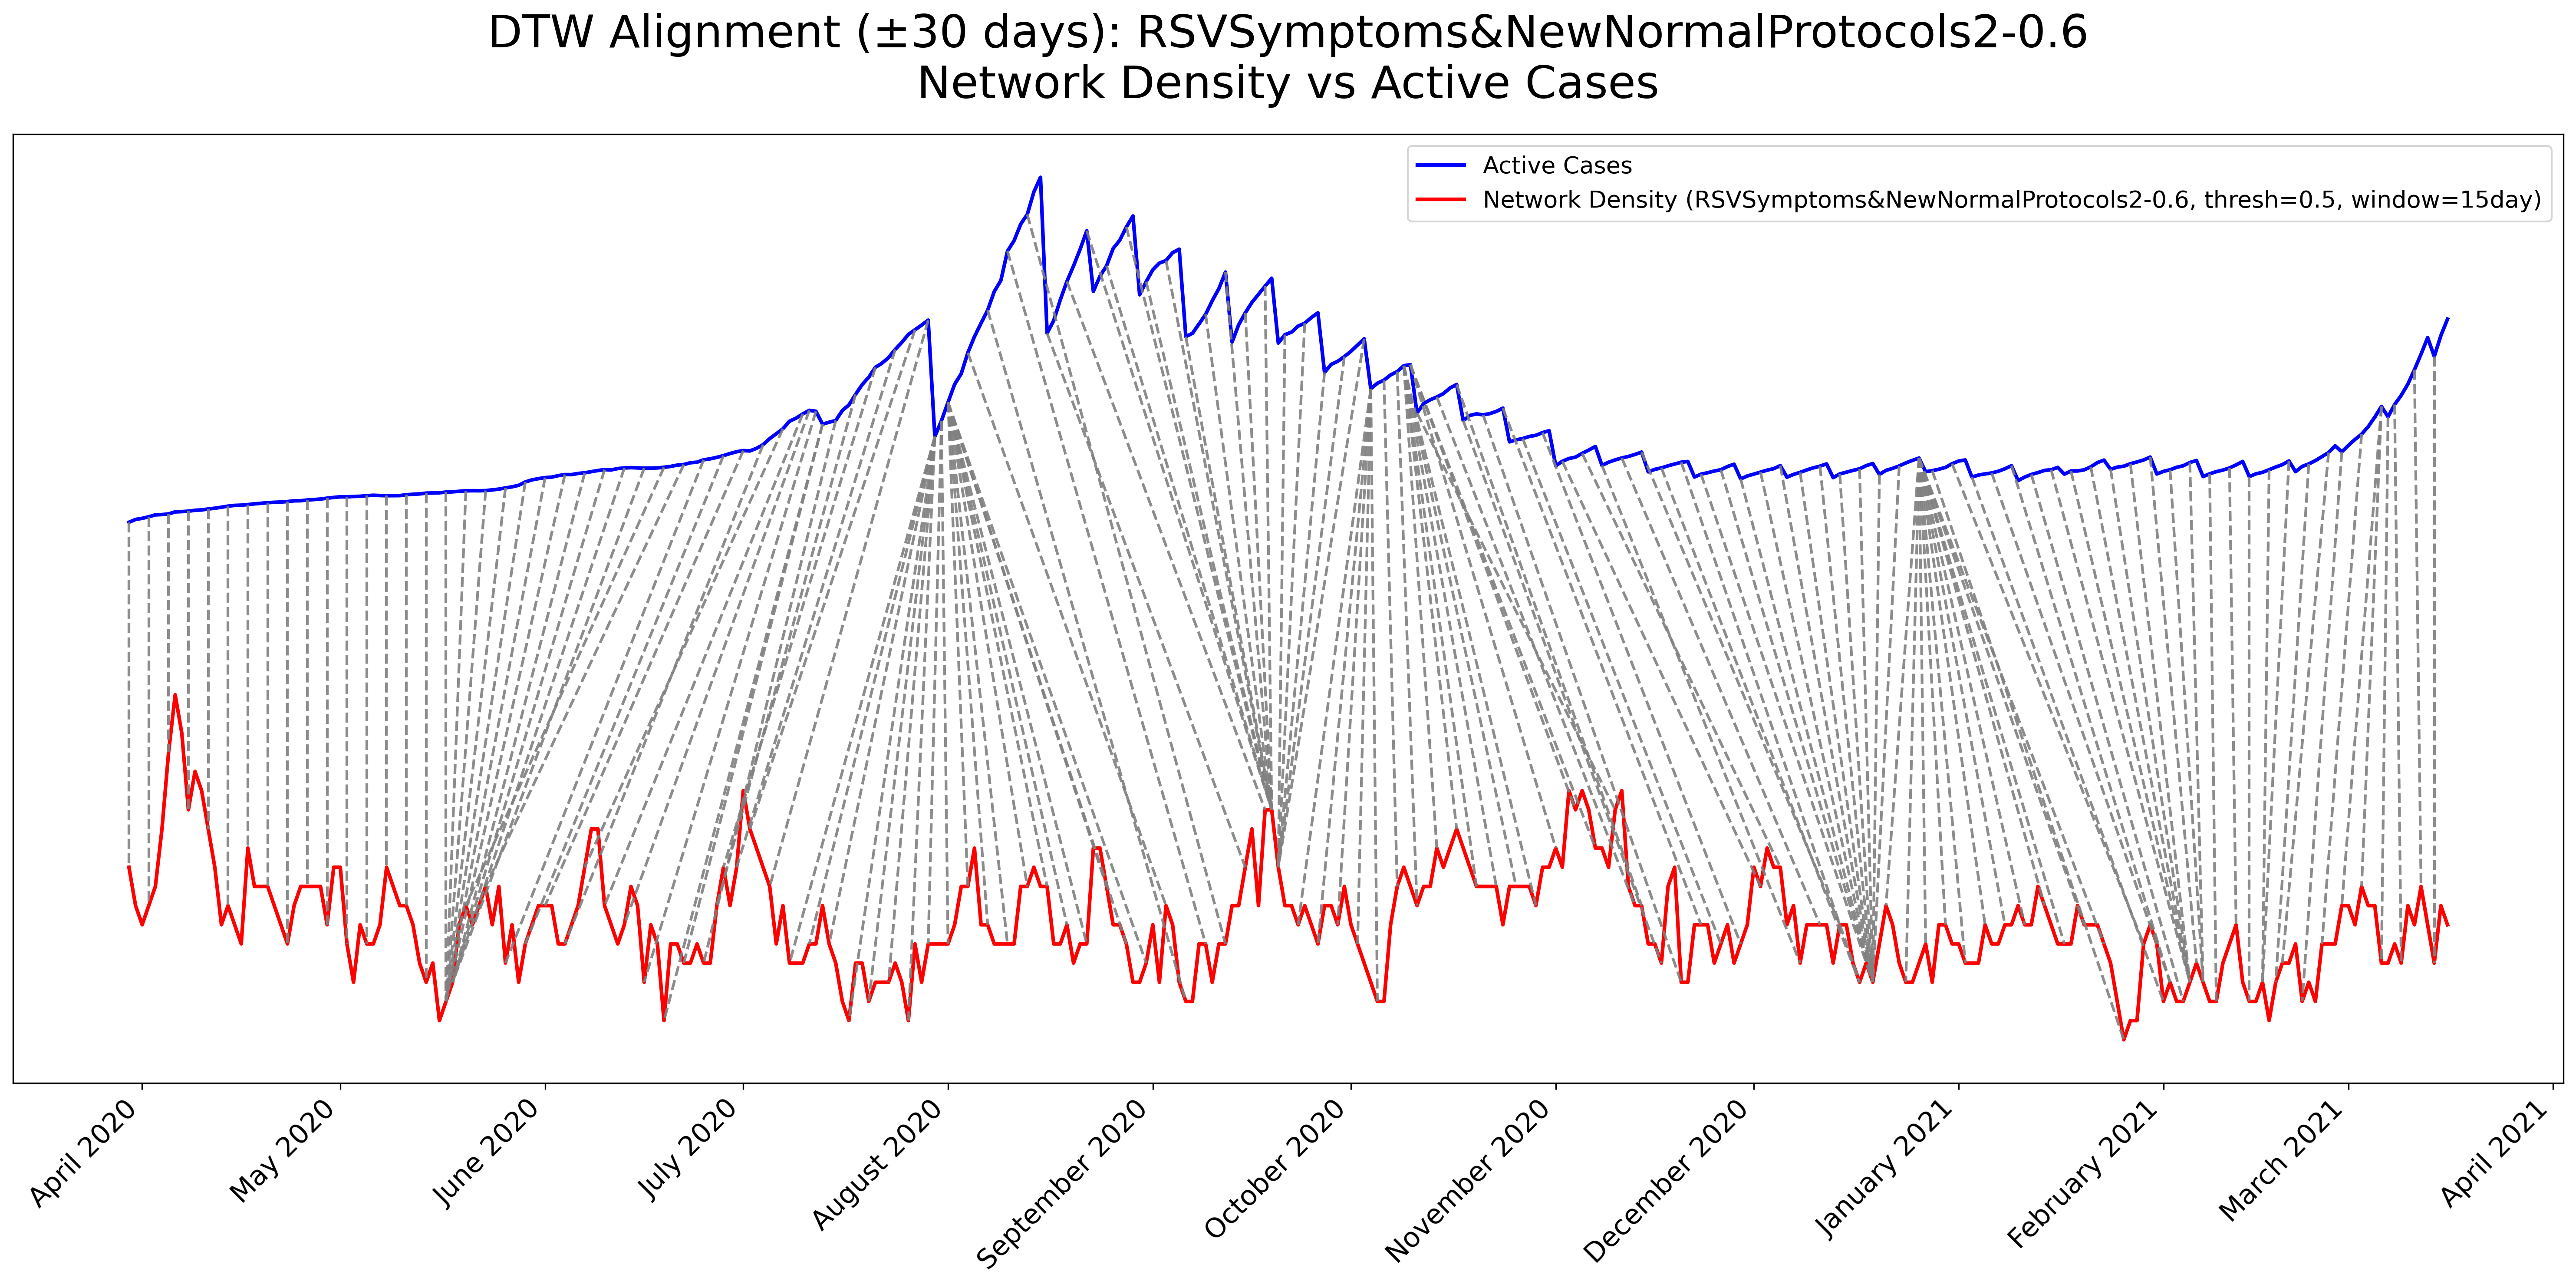 DTW Alignment (±30 days): RSVSymptoms&NewNormalProtocols2-0.6
Network Density vs Active Cases
Active Cases
Network Density (RSVSymptoms&NewNormalProtocols2-0.6, thresh=0.5, window=15day)
April 2020
May 2020
June 2020
July 2020
August 2020
September 2020
October 2020
November 2020
December 2020
January 2021
February 2021
March 2021
April 2021